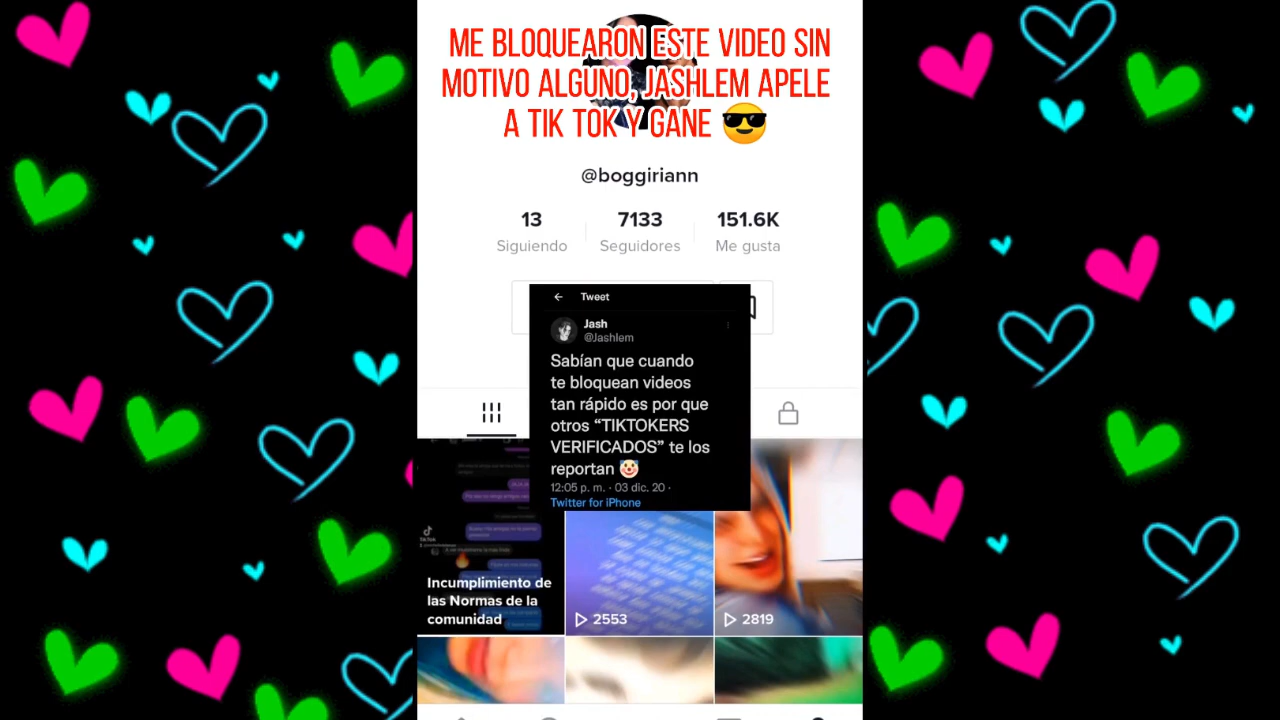 ME BLOQUEARON ESTE VIDEO SIN
MOTIVO ALGUNO, JASHLEM APELE
A TIK TOK Y GANE 😎
@boggiriann
13 7133 151.6K
Siguiendo Seguidores Me gusta
Tweet
Jash
@Jashlem
Sabían que cuando
te bloquean videos
tan rápido es por que
otros “TIKTOKERS
VERIFICADOS” te los
reportan 🤡
12:05 p. m. · 03 dic. 20 ·
Twitter for iPhone
Incumplimiento de
las Normas de la
comunidad
2553
2819